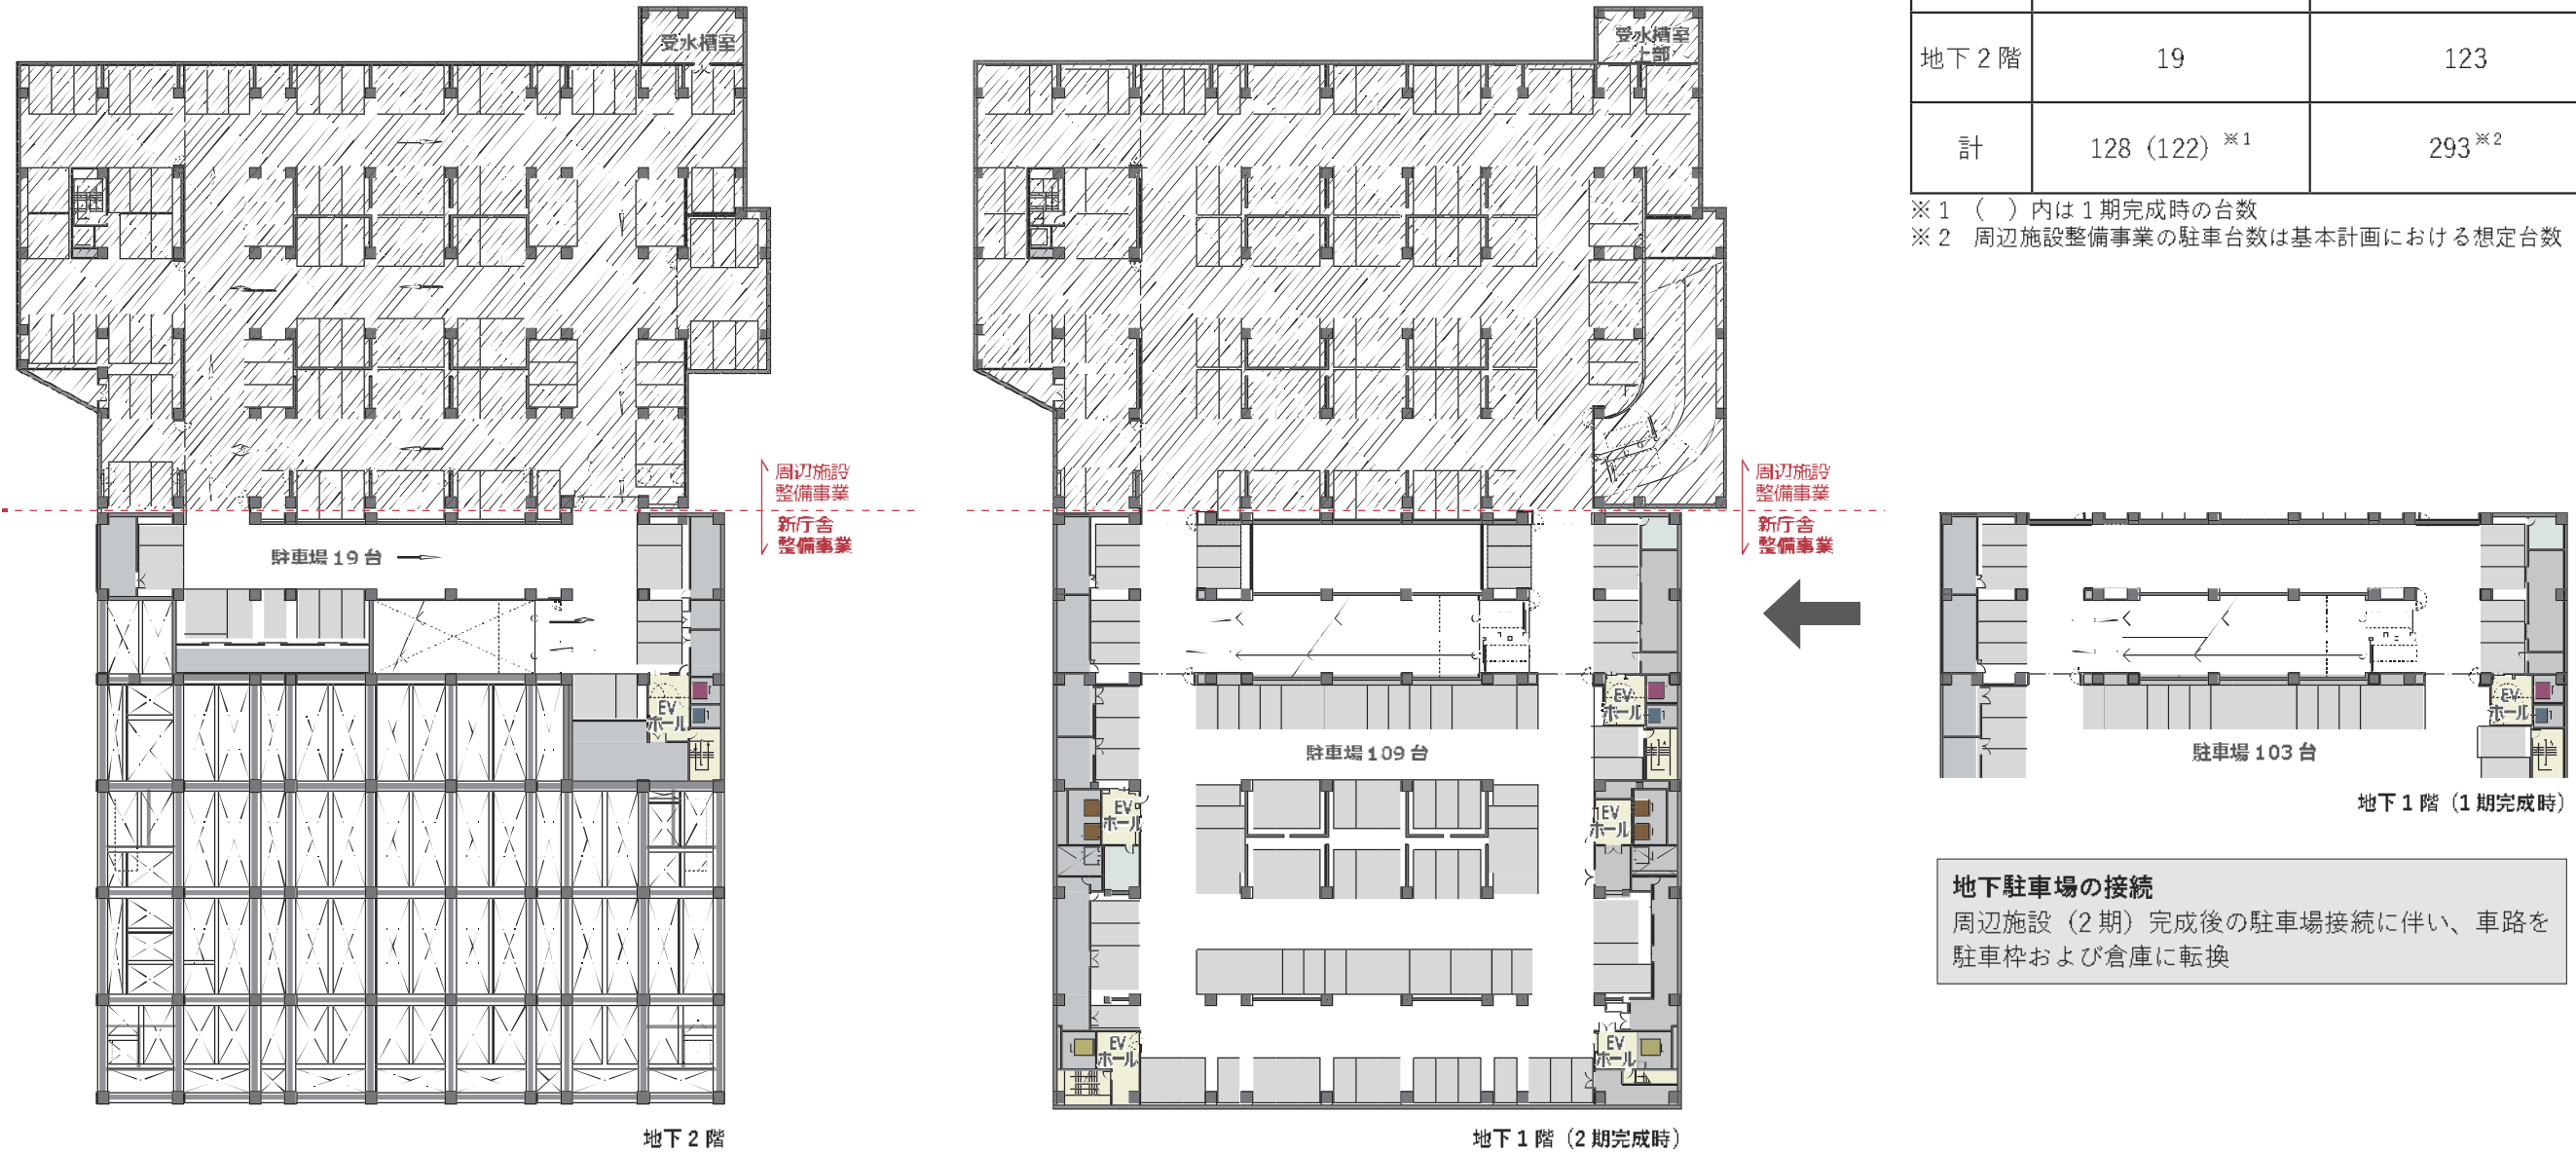 受水槽室
周辺施設
整備事業
新庁舎
整備事業
駐車場 19 台
EV
ホール
地下 2 階
受水槽室
上部
周辺施設
整備事業
新庁舎
整備事業
EV
ホール
駐車場 109 台
EV
ホール
EV
ホール
EV
ホール
EV
ホール
地下 1 階（2 期完成時）
地下 2 階 19 123
計 128（122）※1 293※2
※ 1 （ ）内は 1 期完成時の台数
※ 2 周辺施設整備事業の駐車台数は基本計画における想定台数
EV
ホール
駐車場 103 台
地下 1 階（1 期完成時）
地下駐車場の接続
周辺施設（2 期）完成後の駐車場接続に伴い、車路を
駐車枠および倉庫に転換